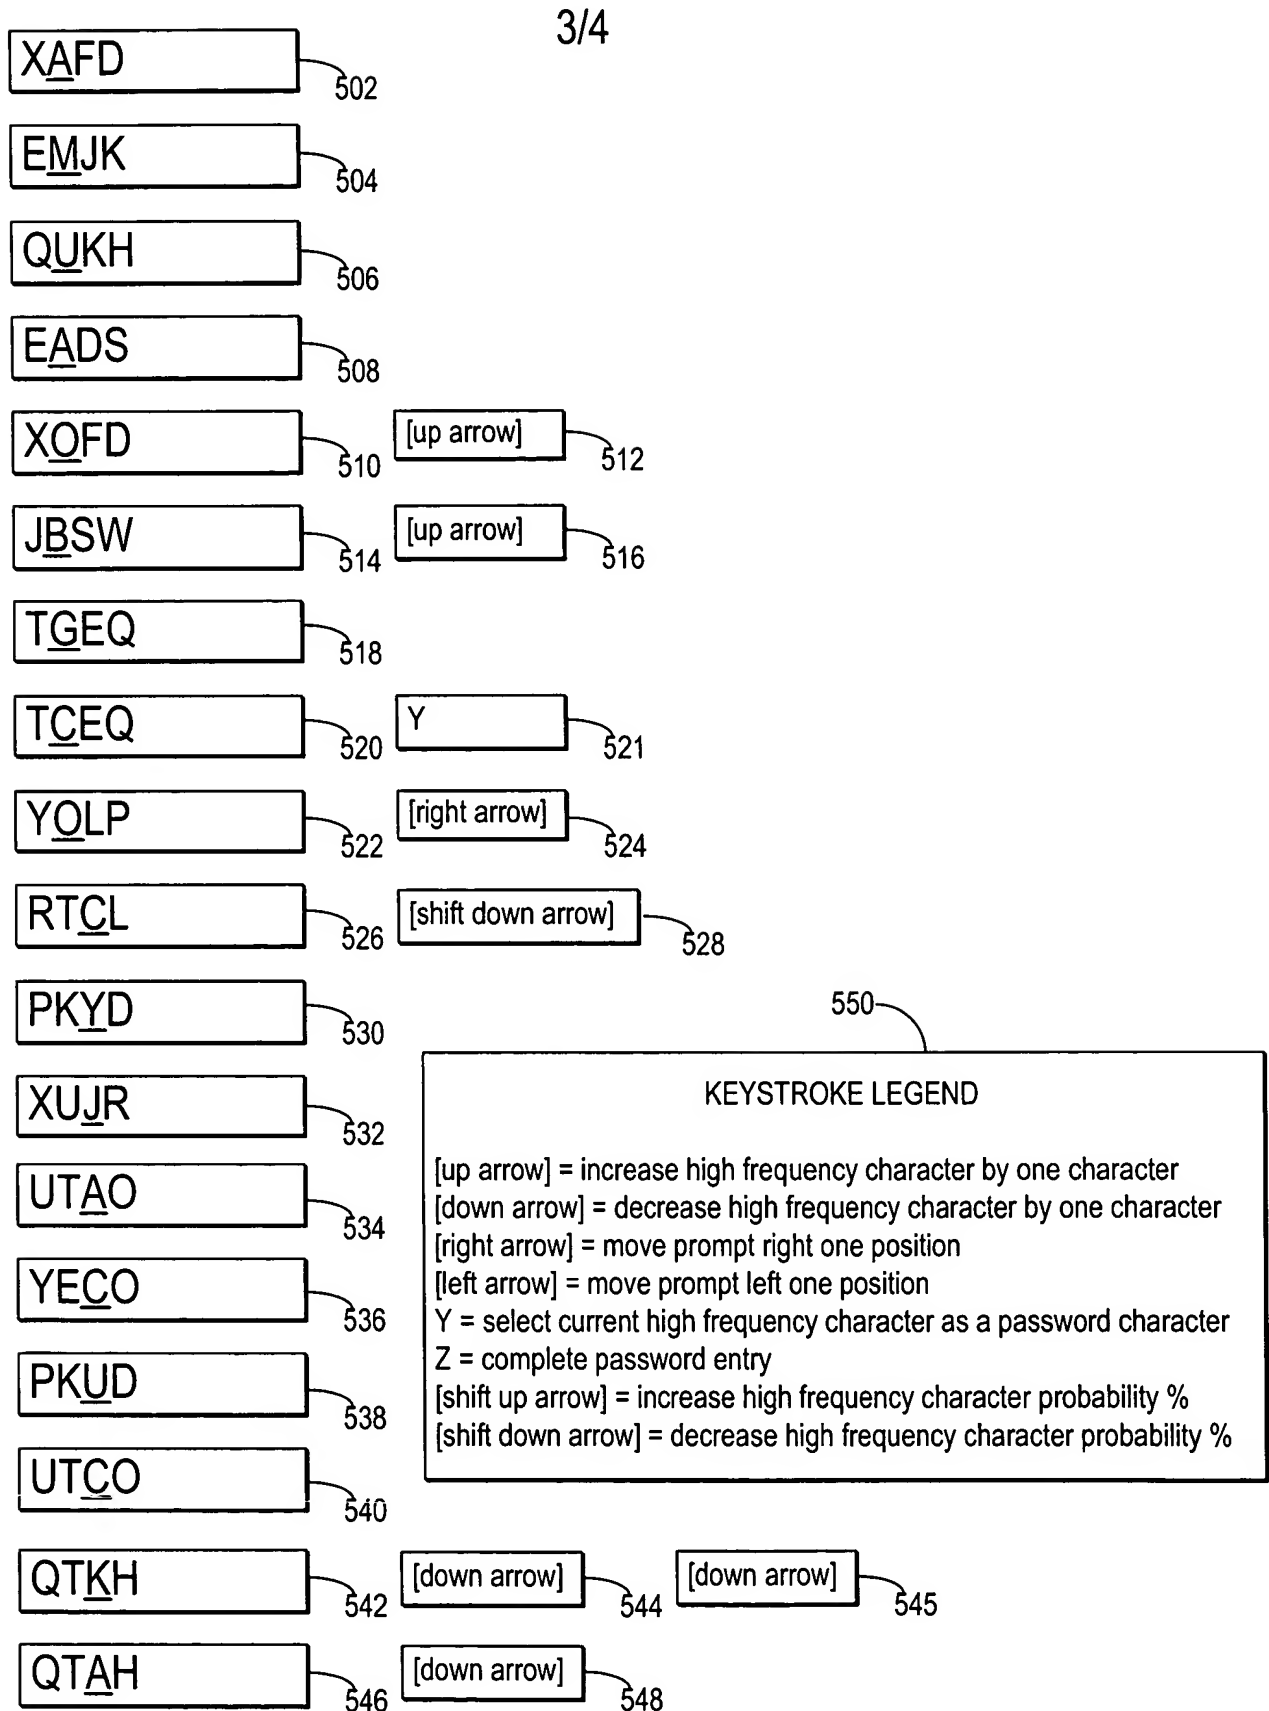 3/4
XAFD
502
EMJK
504
QUKH
506
EADS
508
XOFD
510
[up arrow]
512
JBSW
514
[up arrow]
516
TGEQ
518
TCEQ
520
Y
521
YOLP
522
[right arrow]
524
RTCL
526
[shift down arrow]
528
PKYD
530
XUJR
532
UTAO
534
YECO
536
PKUD
538
UTCO
540
550
KEYSTROKE LEGEND
[up arrow] = increase high frequency character by one character
[down arrow] = decrease high frequency character by one character
[right arrow] = move prompt right one position
[left arrow] = move prompt left one position
Y = select current high frequency character as a password character
Z = complete password entry
[shift up arrow] = increase high frequency character probability %
[shift down arrow] = decrease high frequency character probability %
QTKH
542
[down arrow]
544
[down arrow]
545
QTAH
546
[down arrow]
548